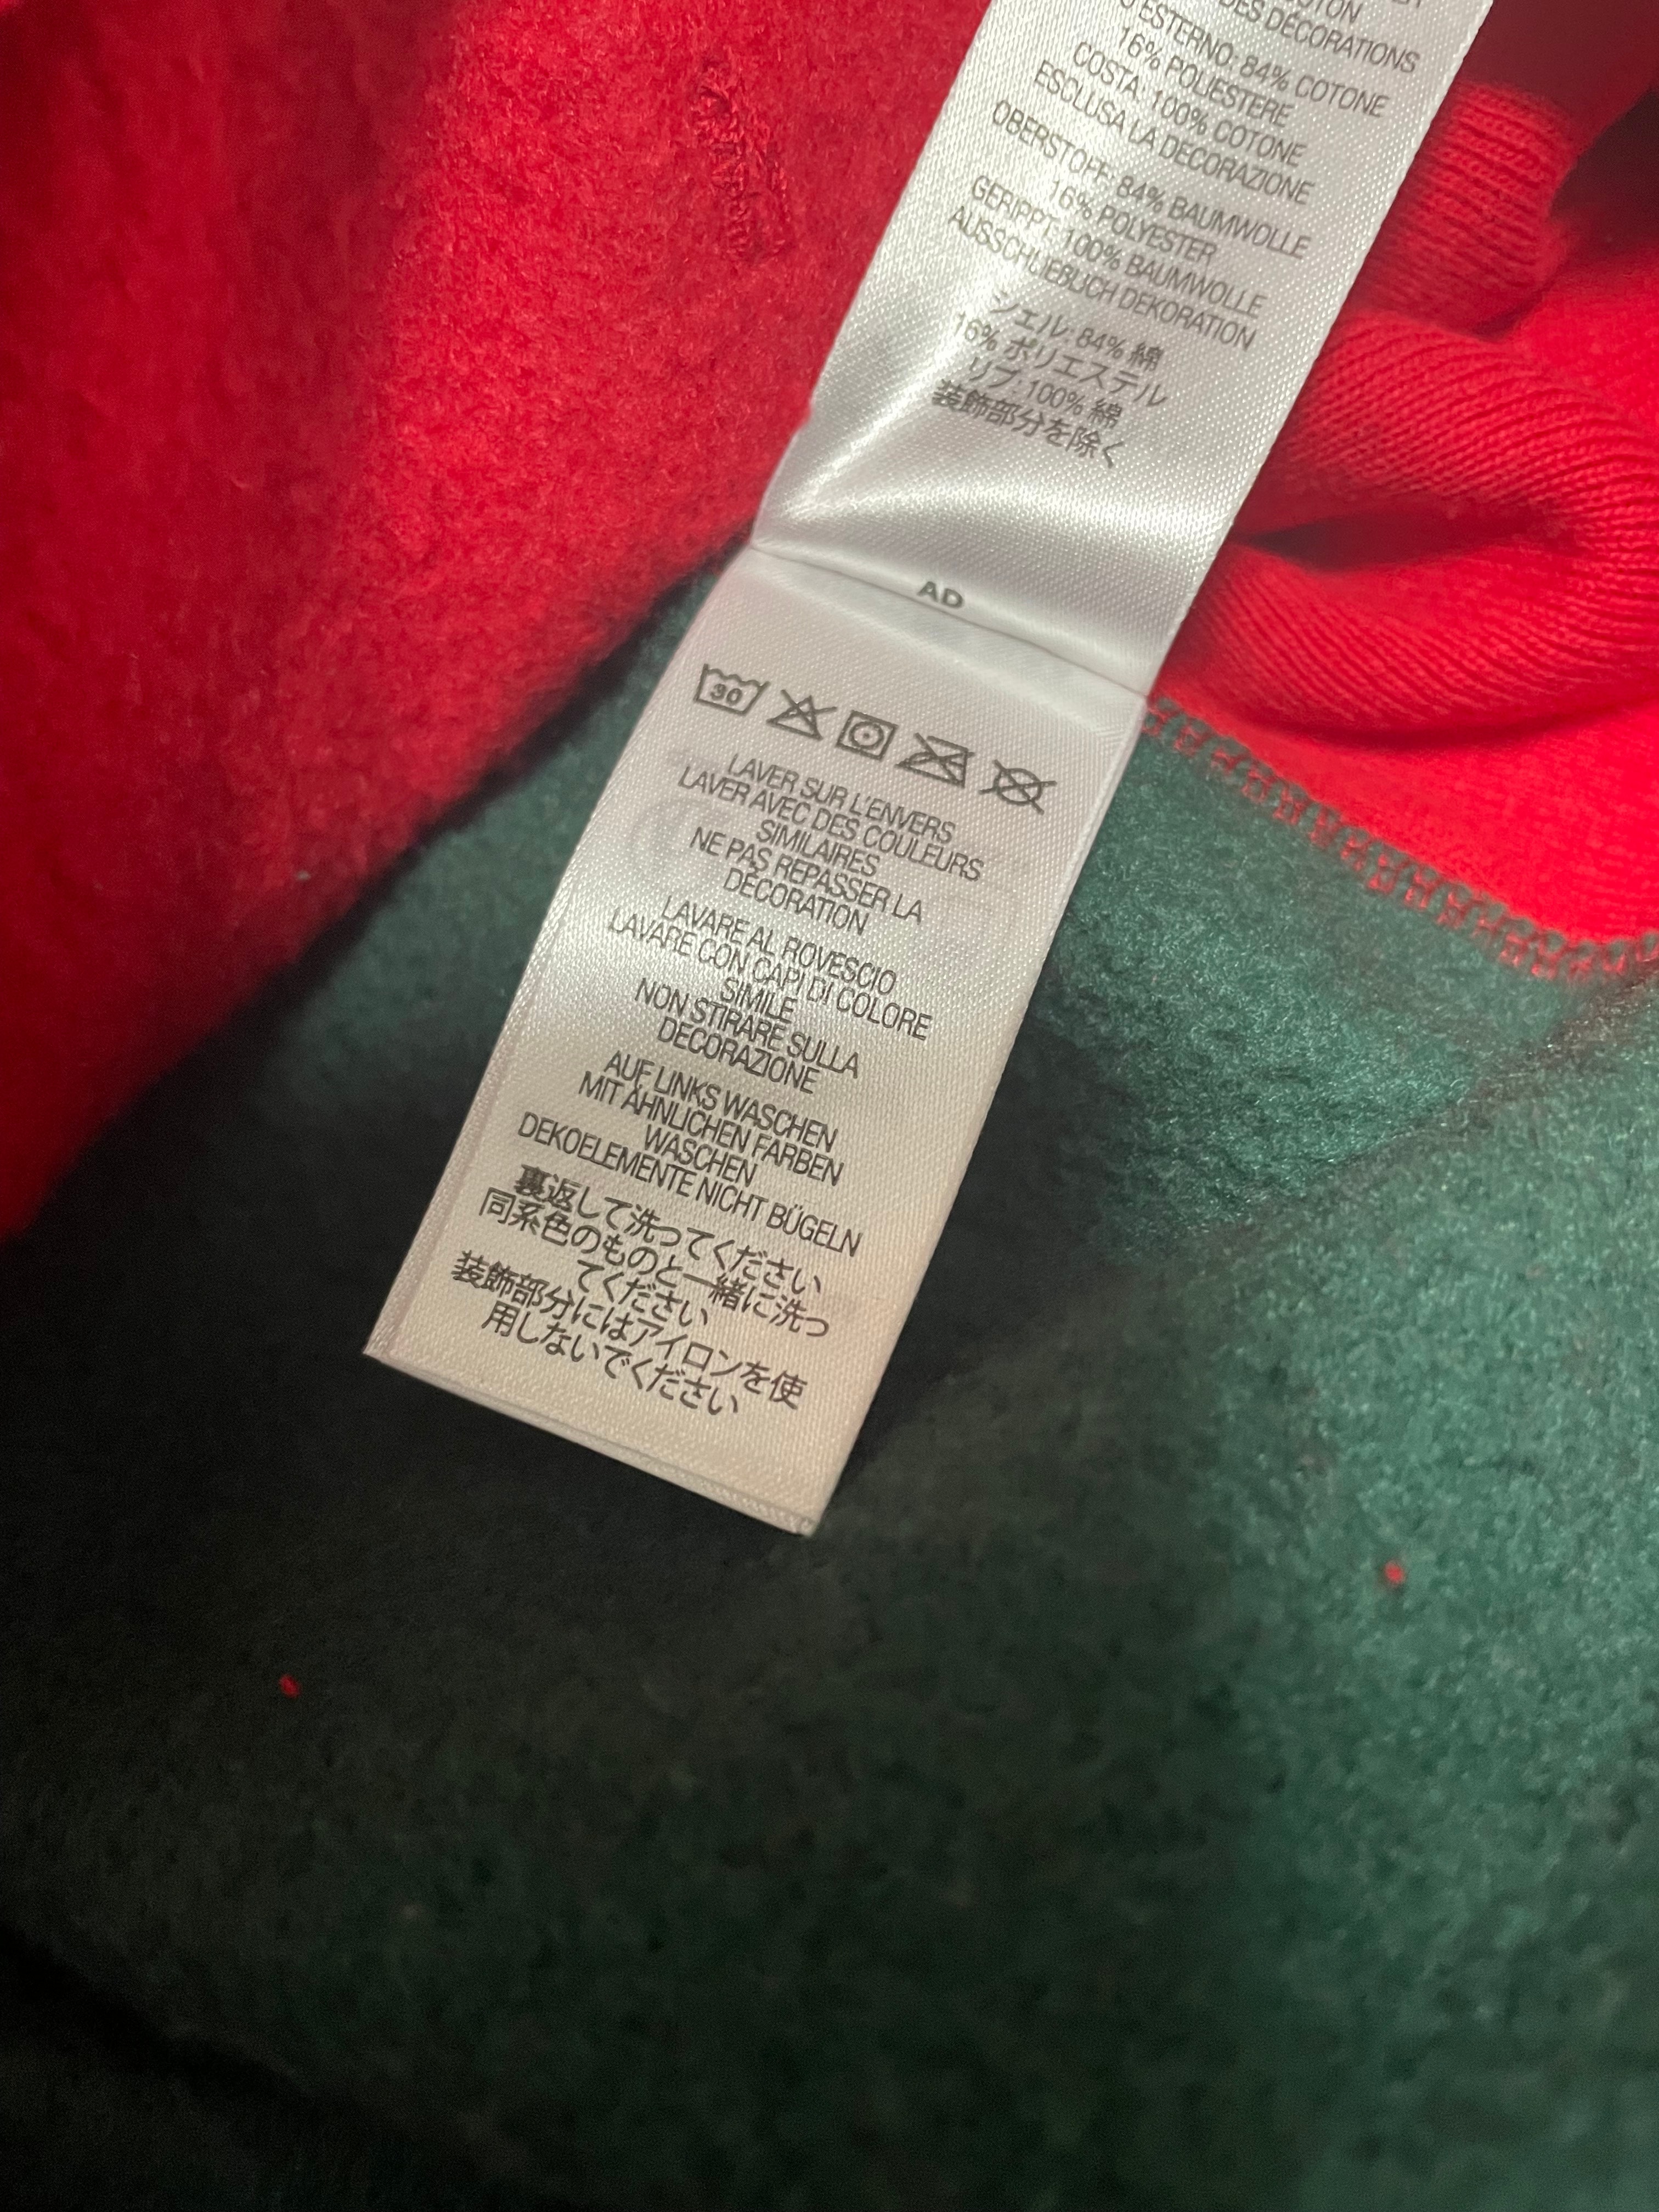 COTON
DES DÉCORATIONS
ESTERNO: 84% COTONE
16% POLIESTERE
COSTA: 100% COTONE
ESCLUSA LA DECORAZIONE
OBERSTOFF: 84% BAUMWOLLE
16% POLYESTER
GERIPPT: 100% BAUMWOLLE
AUSSCHLIEßLICH DEKORATION
シェル: 84% 綿
16% ポリエステル
リブ: 100% 綿
装飾部分を除く
AD
30
LAVER SUR L'ENVERS
LAVER AVEC DES COULEURS
SIMILAIRES
NE PAS REPASSER LA
DÉCORATION
LAVARE AL ROVESCIO
LAVARE CON CAPI DI COLORE
SIMILE
NON STIRARE SULLA
DECORAZIONE
AUF LINKS WASCHEN
MIT ÄHNLICHEN FARBEN
WASCHEN
DEKOELEMENTE NICHT BÜGELN
裏返して洗ってください
同系色のものと一緒に洗っ
てください
装飾部分にはアイロンを使
用しないでください